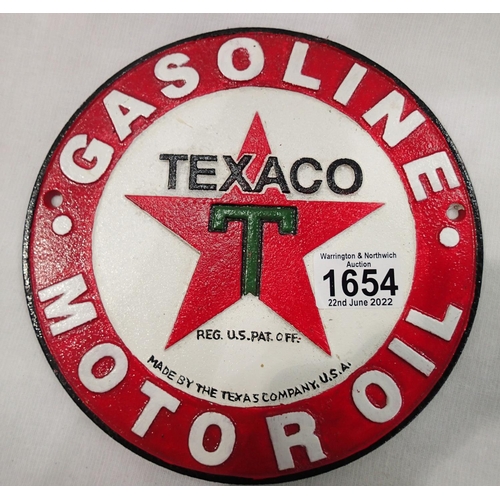 GASOLINE
TEXACO
T
Warrington & Northwich
Auction
1654
22nd June 2022
REG. U.S. PAT. OFF.
MADE BY THE TEXAS COMPANY, U.S.A.
MOTOR OIL